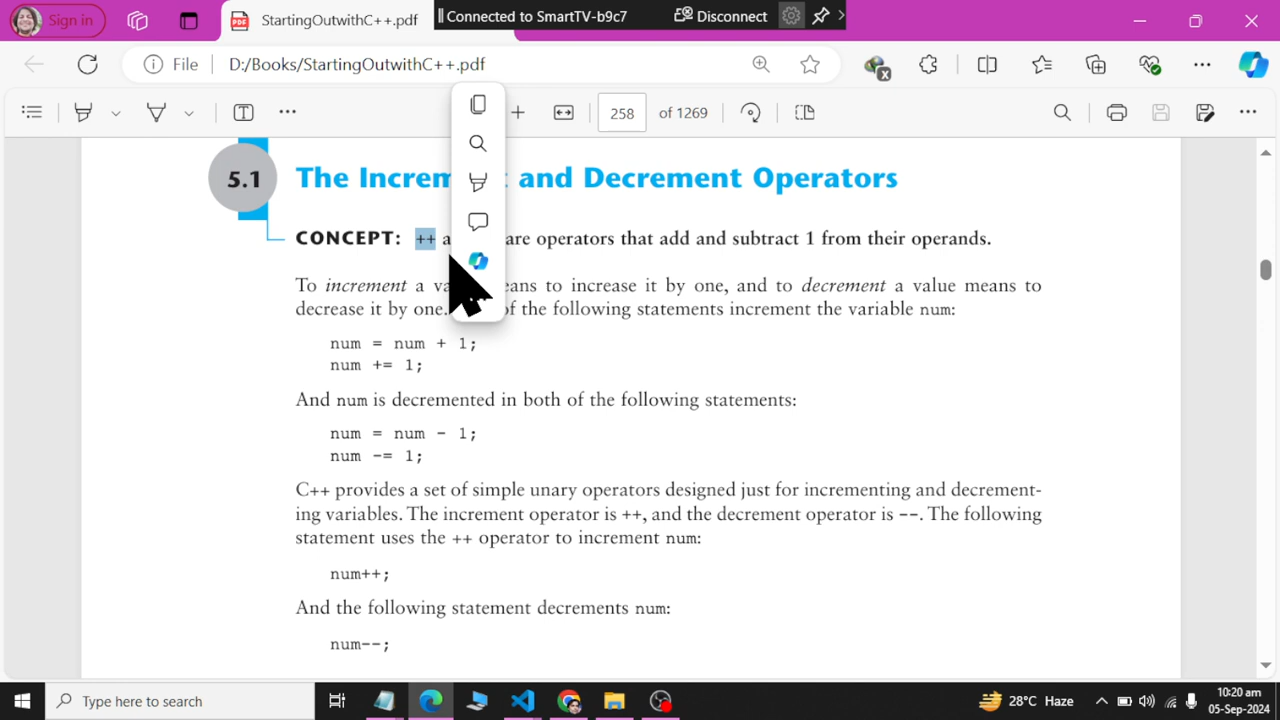 Sign in
StartingOutwithC++.pdf
Connected to SmartTV-b9c7
Disconnect
File
D:/Books/StartingOutwithC++.pdf
258 of 1269
5.1 The Increm and Decrement Operators
CONCEPT: ++ a are operators that add and subtract 1 from their operands.
To increment a va eans to increase it by one, and to decrement a value means to
decrease it by one. of the following statements increment the variable num:
num = num + 1;
num += 1;
And num is decremented in both of the following statements:
num = num - 1;
num -= 1;
C++ provides a set of simple unary operators designed just for incrementing and decrement-
ing variables. The increment operator is ++, and the decrement operator is --. The following
statement uses the ++ operator to increment num:
num++;
And the following statement decrements num:
num--;
Type here to search
28°C Haze
10:20 am
05-Sep-2024